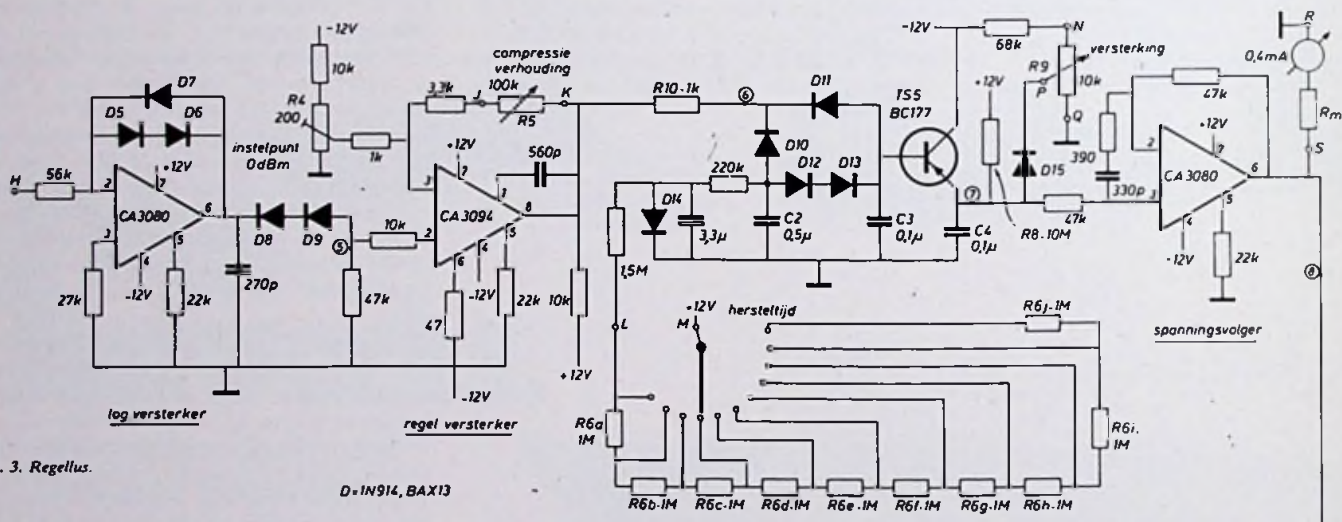 -12V
10k
R4
200
instelpunt
0dBm
1k
3,3k
J
compressie
verhouding
100k
R5
K
560p
+12V
7
1
3
CA3094
8
2
10k
6
4
5
-12V
47
22k
10k
-12V
+12V
regel versterker
D7
D5
D6
H
56k
+12V
7
2
CA3080
6
3
4
5
-12V
27k
22k
270p
D8
D9
5
47k
log versterker
R10-1k
6
D11
D10
220k
D12
D13
D14
3,3µ
C2
0,5µ
C3
0,1µ
1,5M
L
-12V
TS5
BC177
7
C4
0,1µ
68k
N
+12V
R9
P
10k
versterking
Q
D15
R8-10M
47k
390
330p
47k
+12V
7
2
CA3080
6
3
4
5
-12V
22k
R
0,4mA
Rm
S
8
spanningsvolger
+12V
M
hersteltijd
R6j-1M
R6a
1M
R6i.
1M
R6b-1M
R6c-1M
R6d-1M
R6e-1M
R6f-1M
R6g-1M
R6h-1M
. 3. Regellus.
D=1N914, BAX13